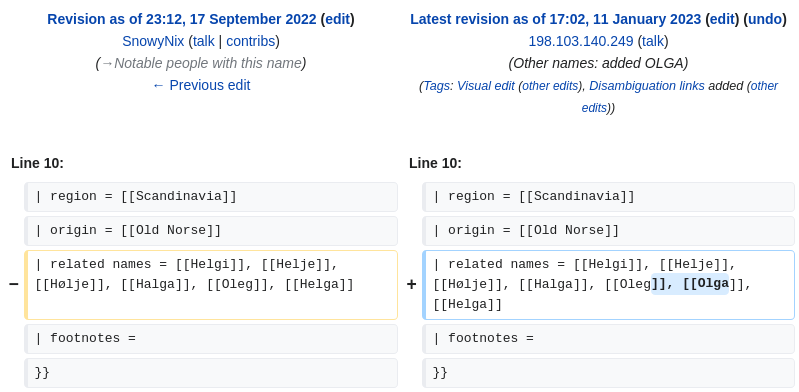 Revision as of 23:12, 17 September 2022 (edit)
SnowyNix (talk | contribs)
(→Notable people with this name)
← Previous edit
Latest revision as of 17:02, 11 January 2023 (edit) (undo)
198.103.140.249 (talk)
(Other names: added OLGA)
(Tags: Visual edit (other edits), Disambiguation links added (other
edits))
Line 10:
Line 10:
| region = [[Scandinavia]]
| region = [[Scandinavia]]
| origin = [[Old Norse]]
| origin = [[Old Norse]]
− | related names = [[Helgi]], [[Helje]],
[[Hølje]], [[Halga]], [[Oleg]], [[Helga]]
+ | related names = [[Helgi]], [[Helje]],
[[Hølje]], [[Halga]], [[Oleg]], [[Olga]],
[[Helga]]
| footnotes =
| footnotes =
}}
}}